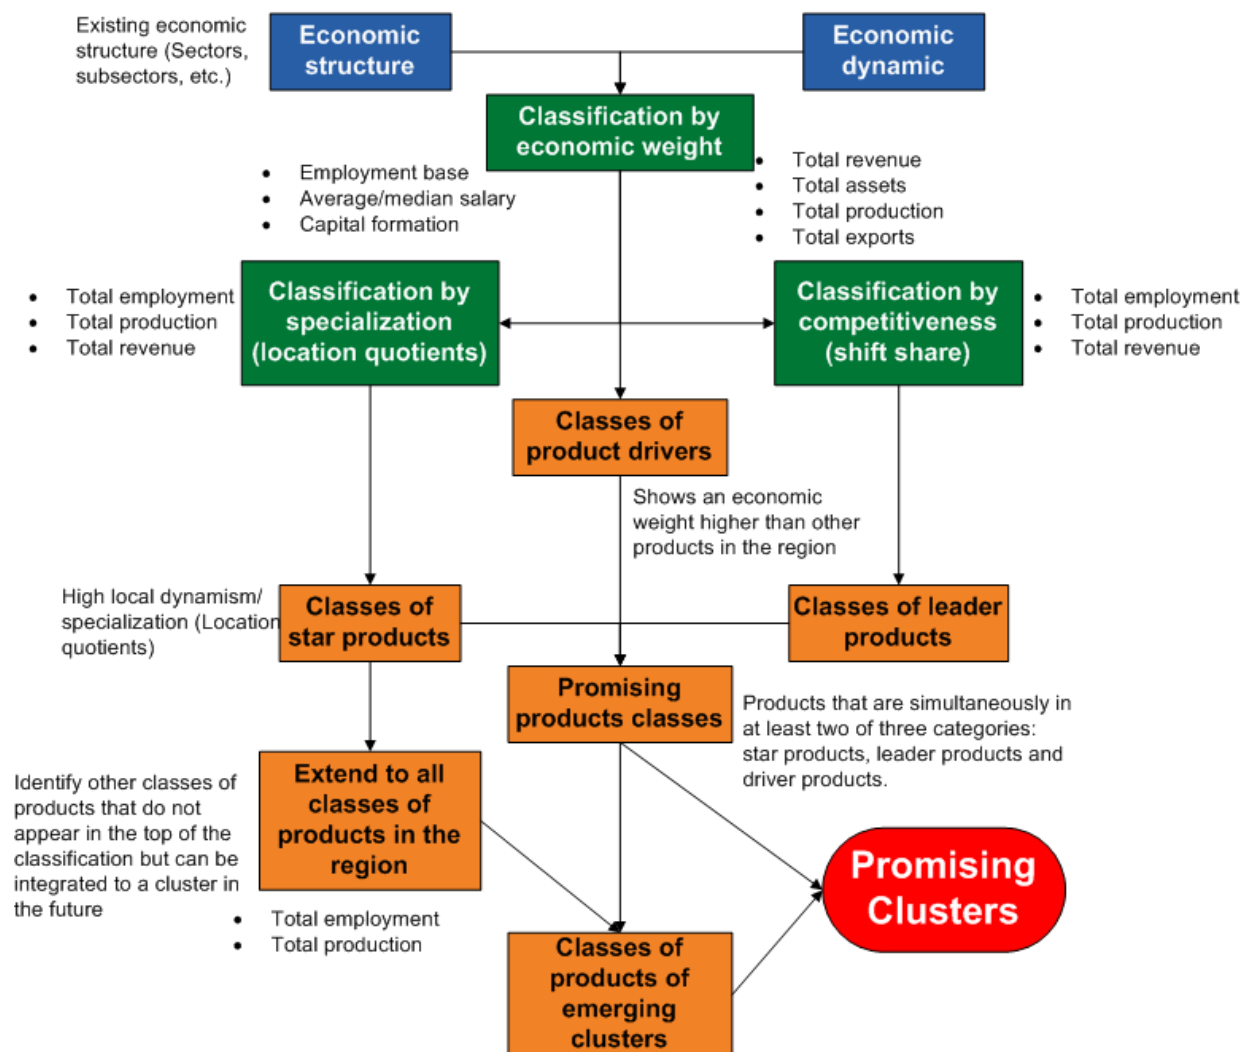 Existing economic
structure (Sectors,
subsectors, etc.)
Economic
structure
Economic
dynamic
Classification by
economic weight
• Employment base
• Average/median salary
• Capital formation
• Total revenue
• Total assets
• Total production
• Total exports
• Total employment
• Total production
• Total revenue
Classification by
specialization
(location quotients)
Classification by
competitiveness
(shift share)
• Total employment
• Total production
• Total revenue
Classes of
product drivers
Shows an economic
weight higher than other
products in the region
High local dynamism/
specialization (Location
quotients)
Classes of
star products
Classes of leader
products
Promising
products classes
Products that are simultaneously in
at least two of three categories:
star products, leader products and
driver products.
Identify other classes of
products that do not
appear in the top of the
classification but can be
integrated to a cluster in
the future
Extend to all
classes of
products in the
region
• Total employment
• Total production
Promising
Clusters
Classes of
products of
emerging
clusters